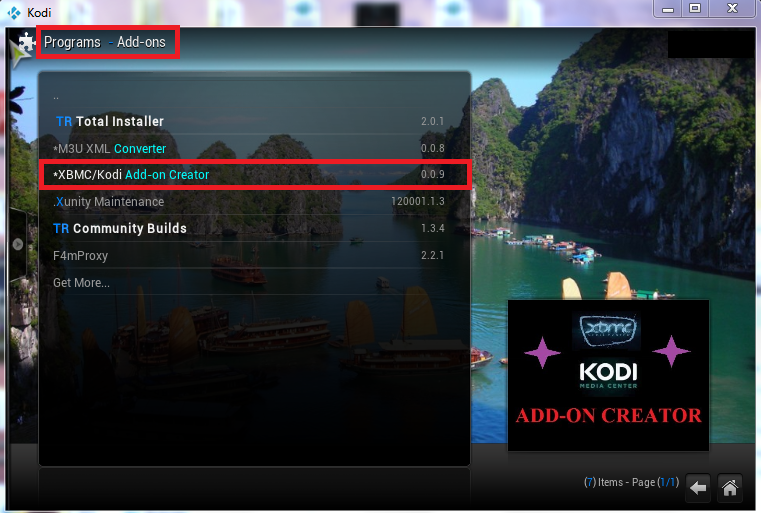 Kodi
Programs - Add-ons
..
TR Total Installer 2.0.1
*M3U XML Converter 0.0.8
*XBMC/Kodi Add-on Creator 0.0.9
.Xunity Maintenance 120001.1.3
TR Community Builds 1.3.4
F4mProxy 2.2.1
Get More...
xbmc
KODI
MEDIA CENTER
ADD-ON CREATOR
(7) Items - Page (1/1)